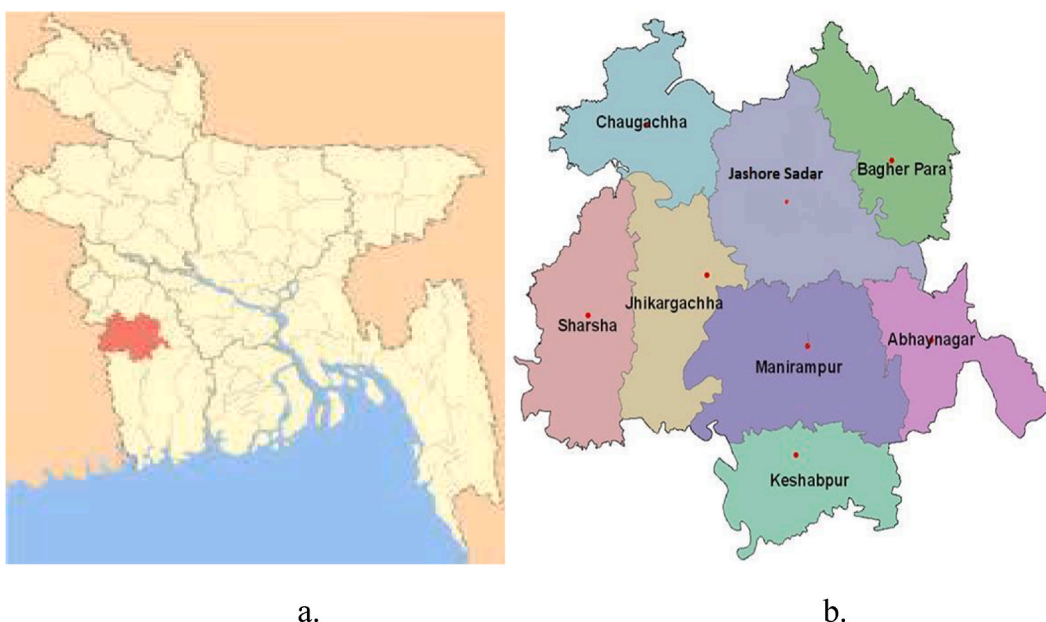 Chaugachha
Jashore Sadar
Bagher Para
Jhikargachha
Sharsha
Abhaynagar
Manirampur
Keshabpur
a.
b.